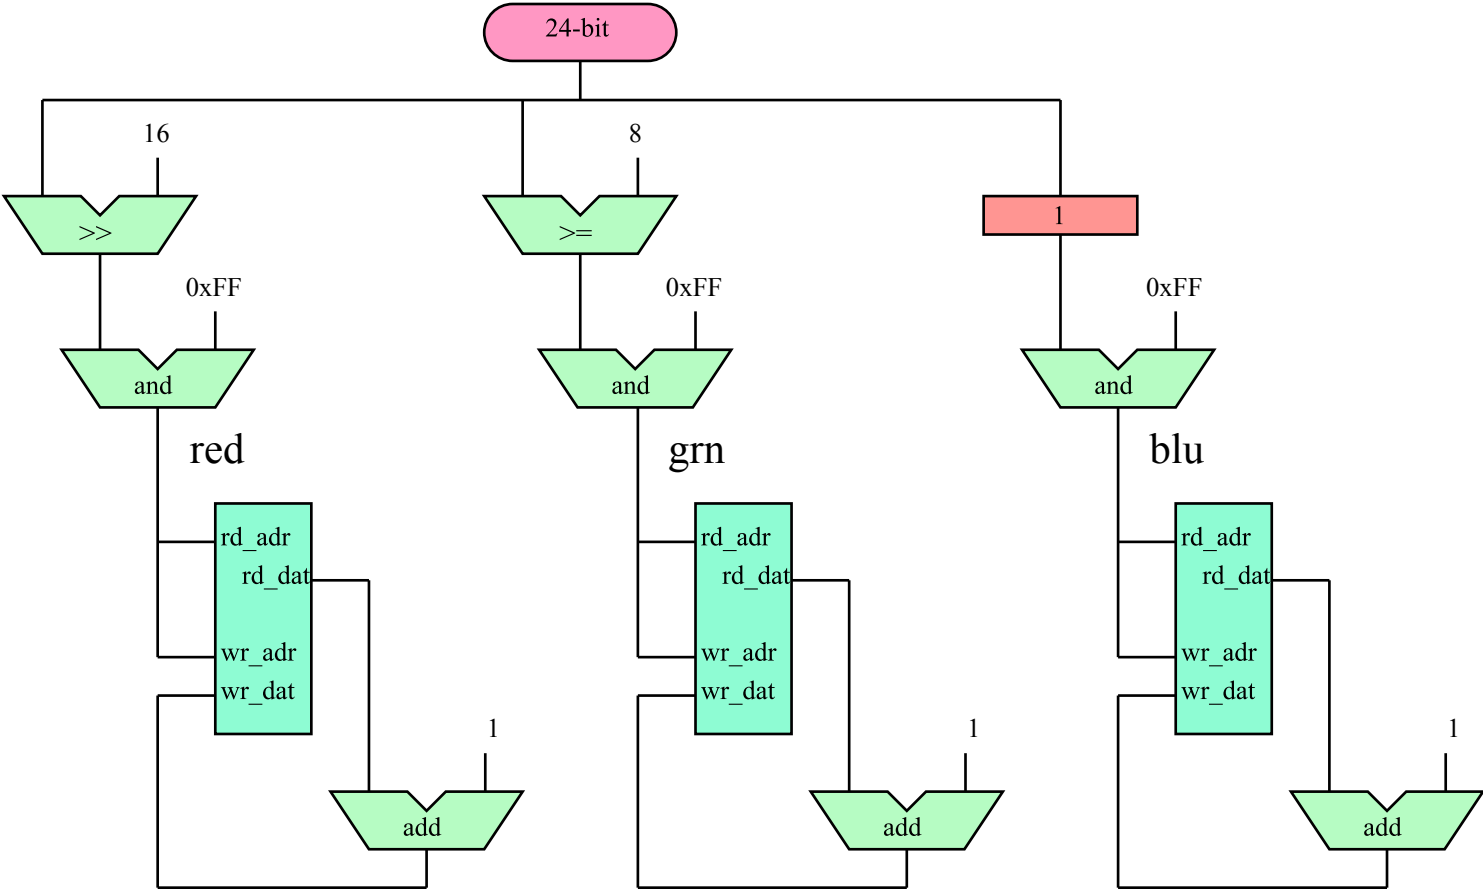 24-bit
16
8
>>
>=
1
0xFF
0xFF
0xFF
and
and
and
red
grn
blu
rd_adr
rd_adr
rd_adr
rd_dat
rd_dat
rd_dat
wr_adr
wr_adr
wr_adr
wr_dat
wr_dat
wr_dat
1
1
1
add
add
add